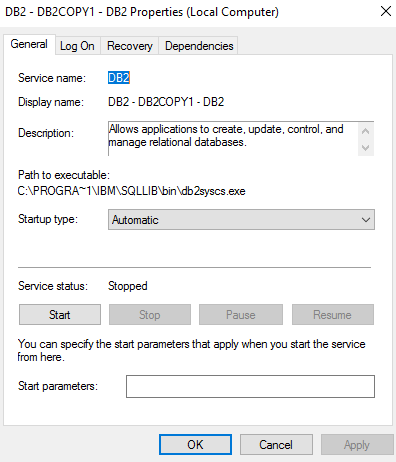 DB2 - DB2COPY1 - DB2 Properties (Local Computer)
General Log On Recovery Dependencies
Service name: DB2
Display name: DB2 - DB2COPY1 - DB2
Description: Allows applications to create, update, control, and
manage relational databases.
Path to executable:
C:\PROGRA~1\IBM\SQLLIB\bin\db2syscs.exe
Startup type: Automatic
Service status: Stopped
Start Stop Pause Resume
You can specify the start parameters that apply when you start the service
from here.
Start parameters:
OK Cancel Apply